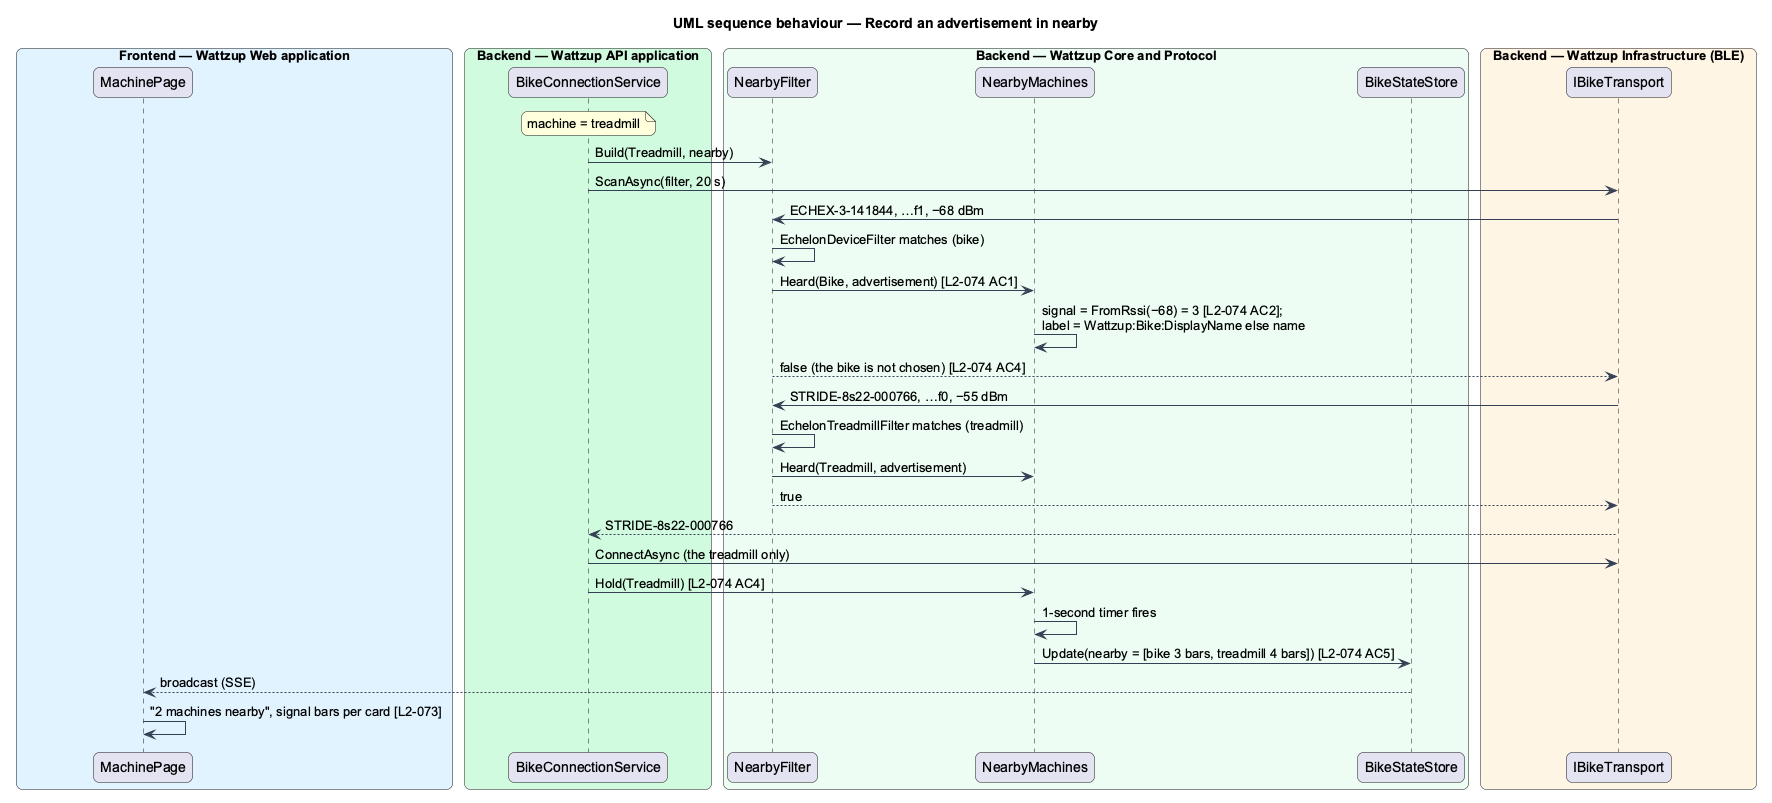 UML sequence behaviour — Record an advertisement in nearby
Frontend — Wattzup Web application
Backend — Wattzup API application
Backend — Wattzup Core and Protocol
Backend — Wattzup Infrastructure (BLE)
MachinePage
BikeConnectionService
NearbyFilter
NearbyMachines
BikeStateStore
IBikeTransport
machine = treadmill
Build(Treadmill, nearby)
ScanAsync(filter, 20 s)
ECHEX-3-141844, …f1, −68 dBm
EchelonDeviceFilter matches (bike)
Heard(Bike, advertisement) [L2-074 AC1]
signal = FromRssi(−68) = 3 [L2-074 AC2];
label = Wattzup:Bike:DisplayName else name
false (the bike is not chosen) [L2-074 AC4]
STRIDE-8s22-000766, …f0, −55 dBm
EchelonTreadmillFilter matches (treadmill)
Heard(Treadmill, advertisement)
true
STRIDE-8s22-000766
ConnectAsync (the treadmill only)
Hold(Treadmill) [L2-074 AC4]
1-second timer fires
Update(nearby = [bike 3 bars, treadmill 4 bars]) [L2-074 AC5]
broadcast (SSE)
"2 machines nearby", signal bars per card [L2-073]
MachinePage
BikeConnectionService
NearbyFilter
NearbyMachines
BikeStateStore
IBikeTransport